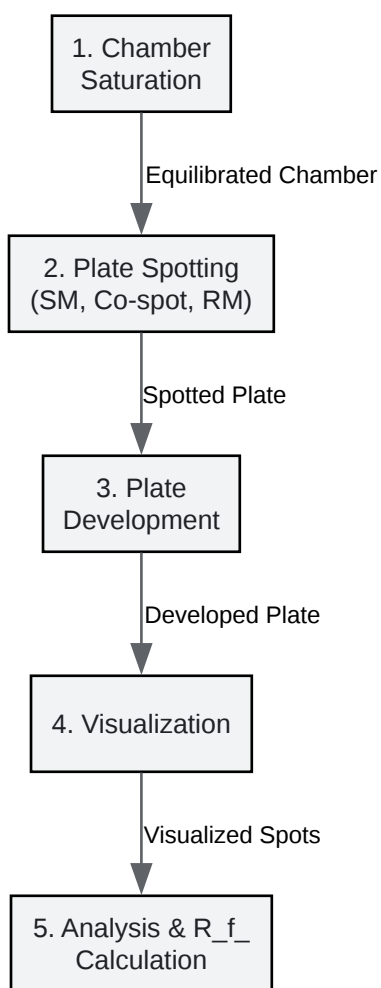 1. Chamber
Saturation
Equilibrated Chamber
2. Plate Spotting
(SM, Co-spot, RM)
Spotted Plate
3. Plate
Development
Developed Plate
4. Visualization
Visualized Spots
5. Analysis & R_f_
Calculation